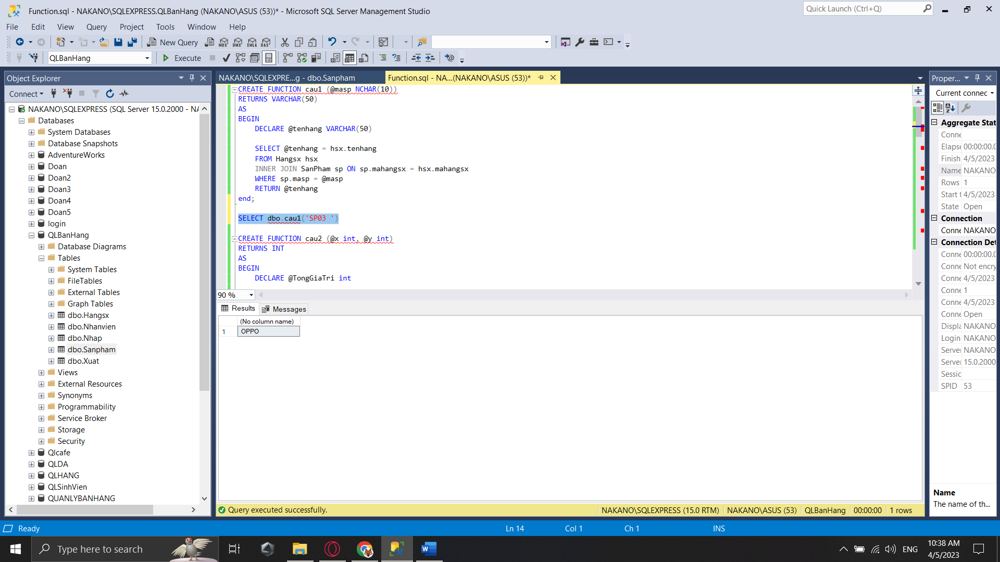 Function.sql - NAKANO\SQLEXPRESS.QLBanHang (NAKANO\ASUS (53))* - Microsoft SQL Server Management Studio
Quick Launch (Ctrl+Q)
File Edit View Query Project Tools Window Help
New Query
MDX DMX XMLA DAX
QLBanHang
Execute
Object Explorer
Connect
NAKANO\SQLEXPRESS (SQL Server 15.0.2000 - NA
Databases
System Databases
Database Snapshots
AdventureWorks
Doan
Doan2
Doan3
Doan4
Doan5
login
QLBanHang
Database Diagrams
Tables
System Tables
FileTables
External Tables
Graph Tables
dbo.Hangsx
dbo.Nhanvien
dbo.Nhap
dbo.Sanpham
dbo.Xuat
Views
External Resources
Synonyms
Programmability
Service Broker
Storage
Security
Qlcafe
QLDA
QLHANG
QLSinhVien
QUANLYBANHANG
NAKANO\SQLEXPRE...g - dbo.Sanpham
Function.sql - NA...(NAKANO\ASUS (53))*
CREATE FUNCTION cau1 (@masp NCHAR(10))
RETURNS VARCHAR(50)
AS
BEGIN
DECLARE @tenhang VARCHAR(50)
SELECT @tenhang = hsx.tenhang
FROM Hangsx hsx
INNER JOIN SanPham sp ON sp.mahangsx = hsx.mahangsx
WHERE sp.masp = @masp
RETURN @tenhang
end;
SELECT dbo.cau1('SP03 ')
CREATE FUNCTION cau2 (@x int, @y int)
RETURNS INT
AS
BEGIN
DECLARE @TongGiaTri int
90 %
Results Messages
(No column name)
1 OPPO
Query executed successfully.
NAKANO\SQLEXPRESS (15.0 RTM) NAKANO\ASUS (53) QLBanHang 00:00:00 1 rows
Proper...
Current connec
Aggregate Stat
Conne
Elapse 00:00:00.0
Finish 4/5/2023
Name NAKANO
Rows 1
Start t 4/5/2023
State Open
Connection
Conne NAKANO
Connection Det
Conne 00:00:00.0
Conne Not encry
Conne 4/5/2023
Conne 1
Conne 4/5/2023
Conne Open
Displa NAKANO
Login NAKANO
Server NAKANO
Server 15.0.2000
Sessic
SPID 53
Name
The name of th...
Ready
Ln 14 Col 1 Ch 1 INS
Type here to search
ENG
10:38 AM
4/5/2023